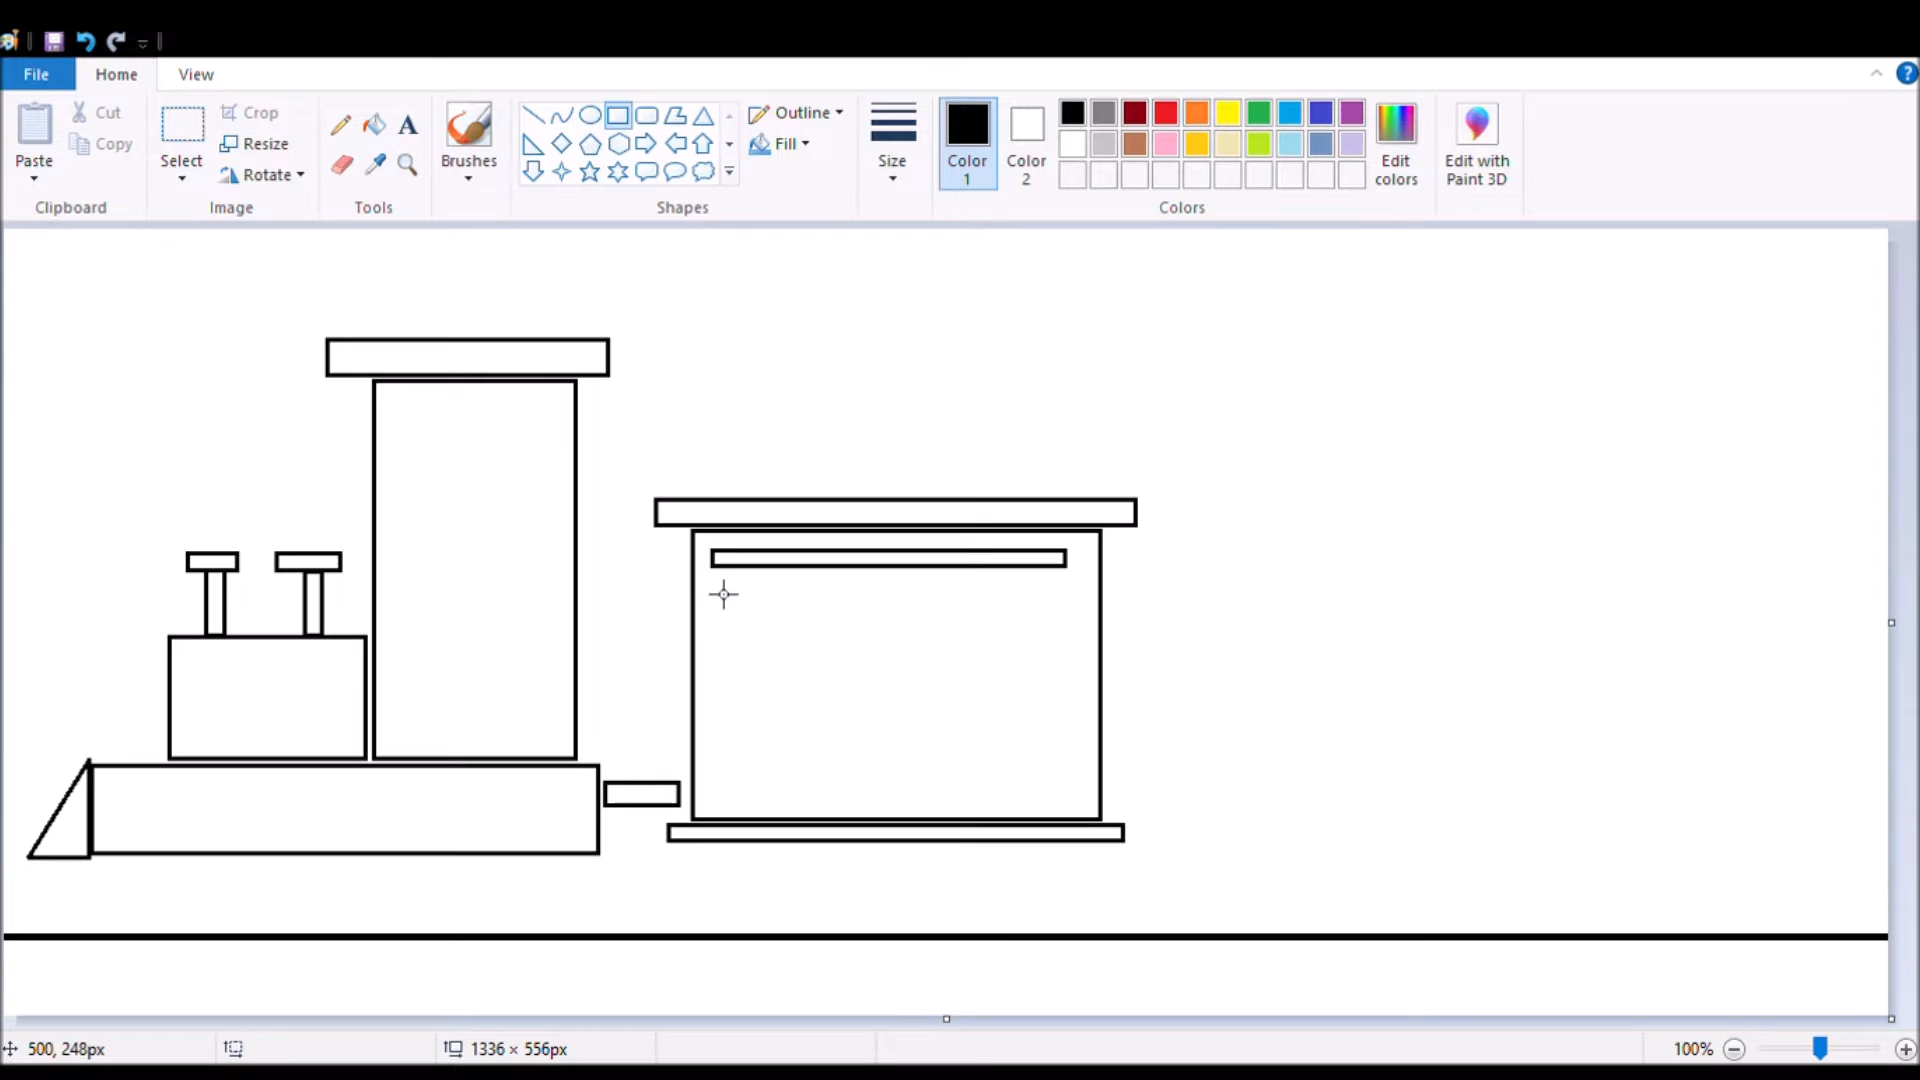 File Home View
Paste
Clipboard
Cut
Copy
Select
Crop
Resize
Rotate
Image
A
Tools
Brushes
Outline
Fill
Shapes
Size
Color
1
Color
2
Edit
colors
Colors
Edit with
Paint 3D
?
500, 248px
1336 × 556px
100%